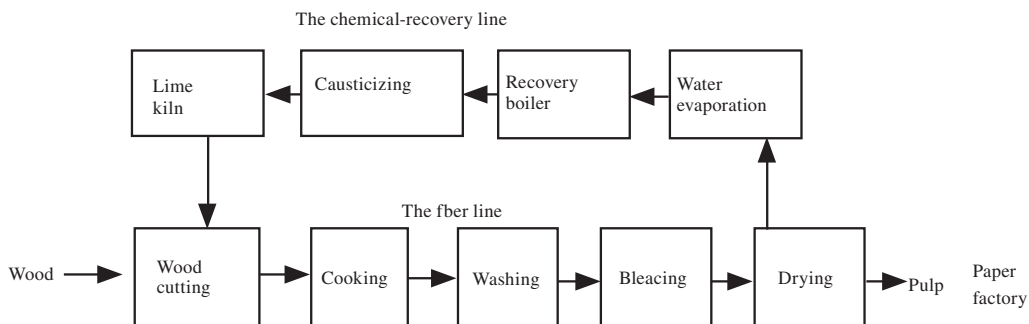 The chemical-recovery line
Lime
kiln
Causticizing
Recovery
boiler
Water
evaporation
The fber line
Wood
Wood
cutting
Cooking
Washing
Bleacing
Drying
Pulp
Paper
factory